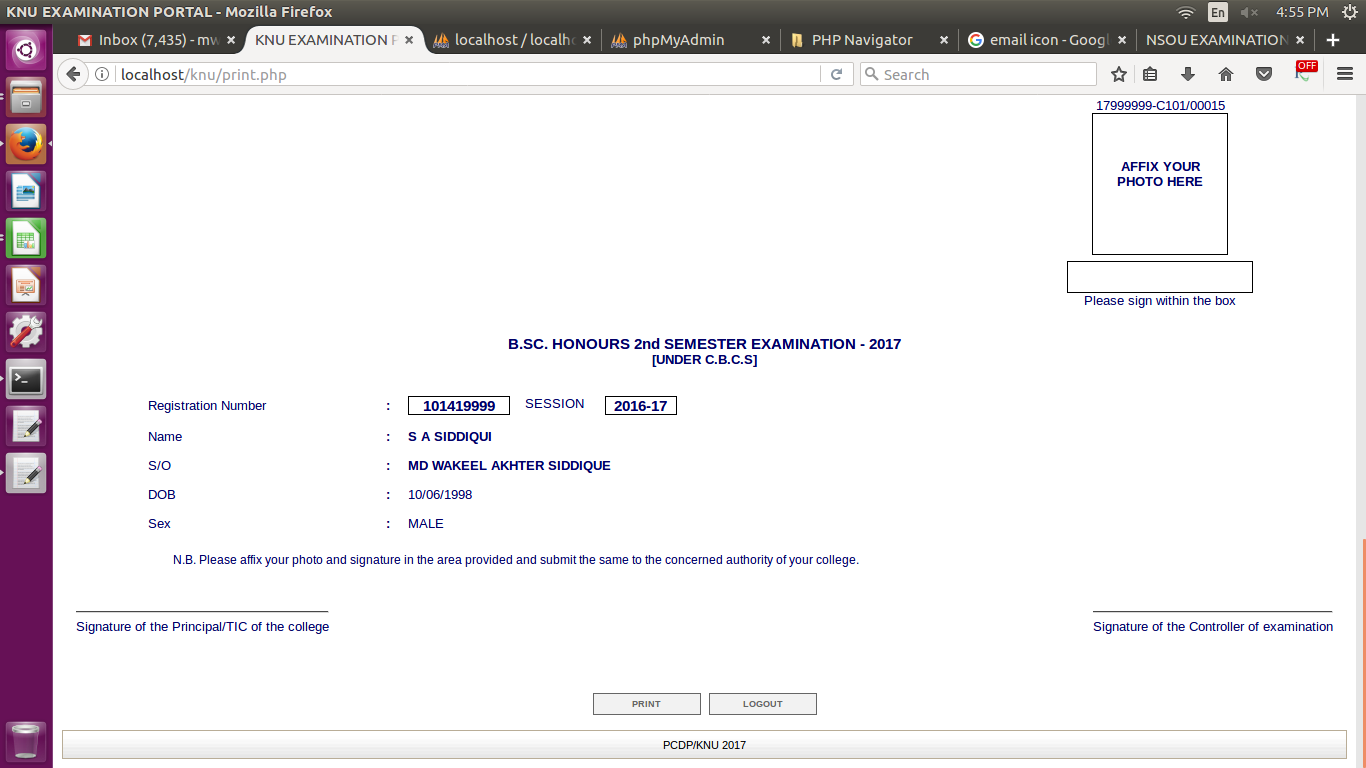 KNU EXAMINATION PORTAL - Mozilla Firefox
En
4:55 PM
Inbox (7,435) - mw
KNU EXAMINATION P
localhost / localh
phpMyAdmin
PHP Navigator
email icon - Googl
NSOU EXAMINATION
localhost/knu/print.php
Search
OFF
17999999-C101/00015
AFFIX YOUR
PHOTO HERE
Please sign within the box
B.SC. HONOURS 2nd SEMESTER EXAMINATION - 2017
[UNDER C.B.C.S]
Registration Number : 101419999 SESSION 2016-17
Name : S A SIDDIQUI
S/O : MD WAKEEL AKHTER SIDDIQUE
DOB : 10/06/1998
Sex : MALE
N.B. Please affix your photo and signature in the area provided and submit the same to the concerned authority of your college.
Signature of the Principal/TIC of the college
Signature of the Controller of examination
PRINT
LOGOUT
PCDP/KNU 2017